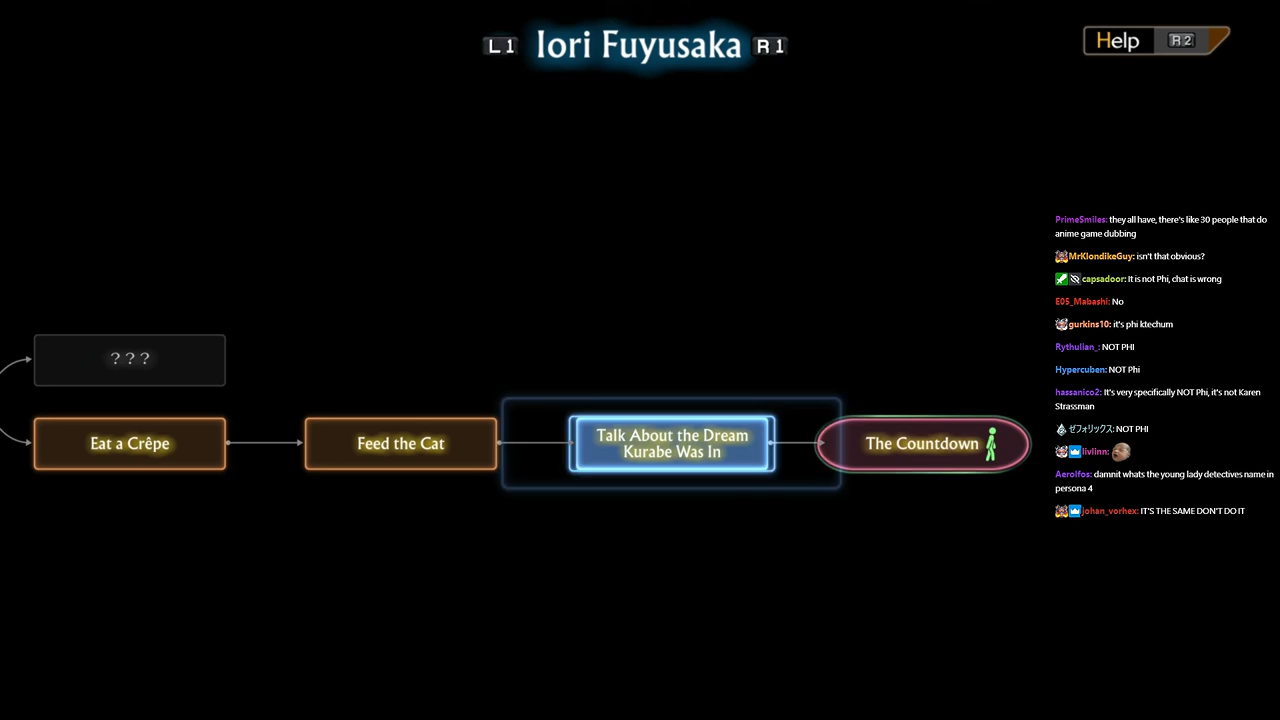 L1 Iori Fuyusaka R1
Help R2
PrimeSmiles: they all have, there's like 30 people that do
anime game dubbing
MrKlondikeGuy: isn't that obvious?
capsadoor: It is not Phi, chat is wrong
E05_Mabashi: No
gurkins10: it's phi ktechum
Rythulian_: NOT PHI
Hypercuben: NOT Phi
hassanico2: It's very specifically NOT Phi, it's not Karen
Strassman
ゼフォリックス: NOT PHI
livlinn:
Aerolfos: damnit whats the young lady detectives name in
persona 4
Johan_vorhex: IT'S THE SAME DON'T DO IT
? ? ?
Eat a Crêpe
Feed the Cat
Talk About the Dream
Kurabe Was In
The Countdown